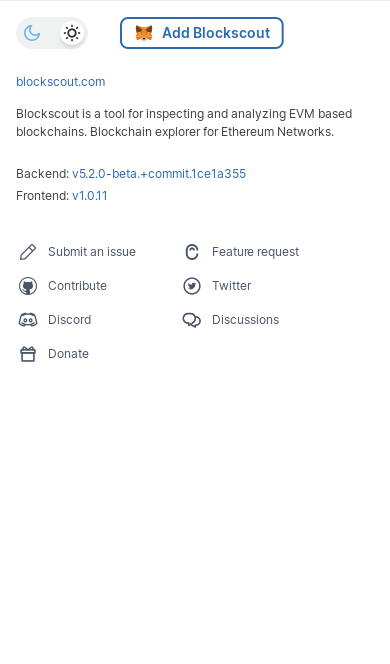 Add Blockscout
blockscout.com
Blockscout is a tool for inspecting and analyzing EVM based
blockchains. Blockchain explorer for Ethereum Networks.
Backend: v5.2.0-beta.+commit.1ce1a355
Frontend: v1.0.11
Submit an issue
Feature request
Contribute
Twitter
Discord
Discussions
Donate